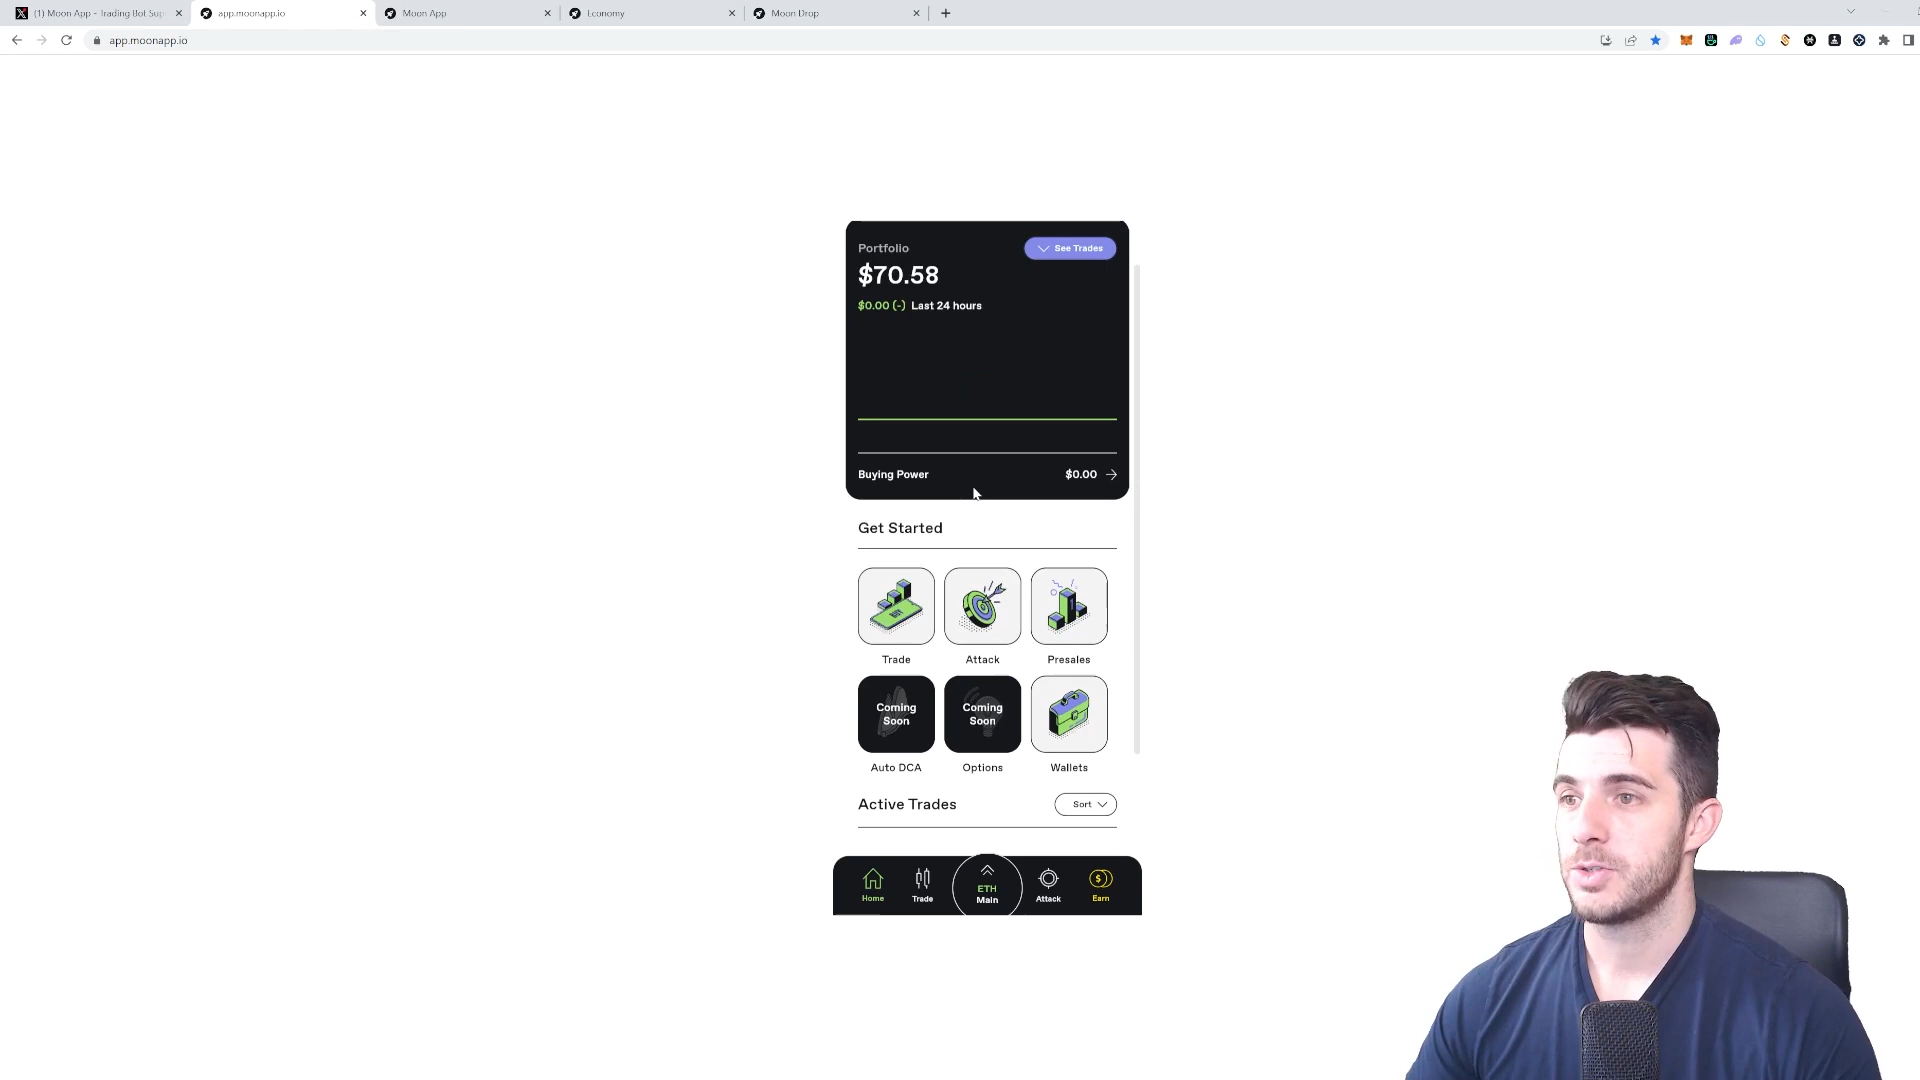 (1) Moon App - Trading Bot Sup
app.moonapp.io
Moon App
Economy
Moon Drop
app.moonapp.io
Portfolio
See Trades
$70.58
$0.00 (-) Last 24 hours
Buying Power
$0.00
Get Started
BUY
Trade
Attack
Presales
Coming Soon
Coming Soon
Auto DCA
Options
Wallets
Active Trades
Sort
Home
Trade
ETH
Main
Attack
Earn